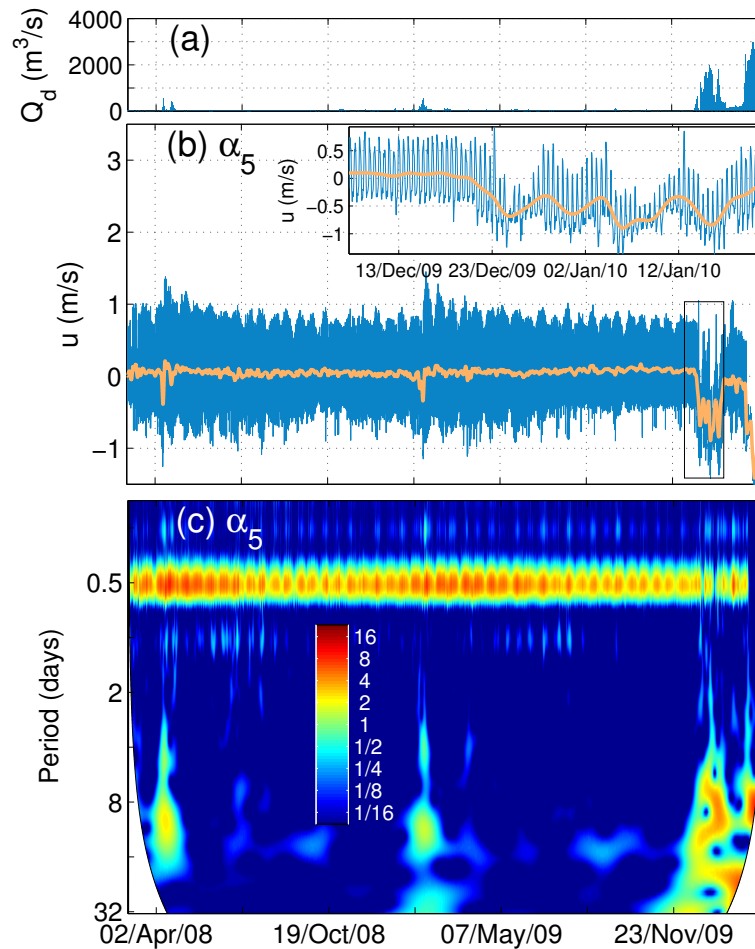 (a)
Q_d (m^3/s)
4000
2000
0
(b) α_5
u (m/s)
3
2
1
0
−1
u (m/s)
0.5
0
−0.5
−1
13/Dec/09 23/Dec/09 02/Jan/10 12/Jan/10
(c) α_5
Period (days)
0.5
2
8
32
16
8
4
2
1
1/2
1/4
1/8
1/16
02/Apr/08 19/Oct/08 07/May/09 23/Nov/09